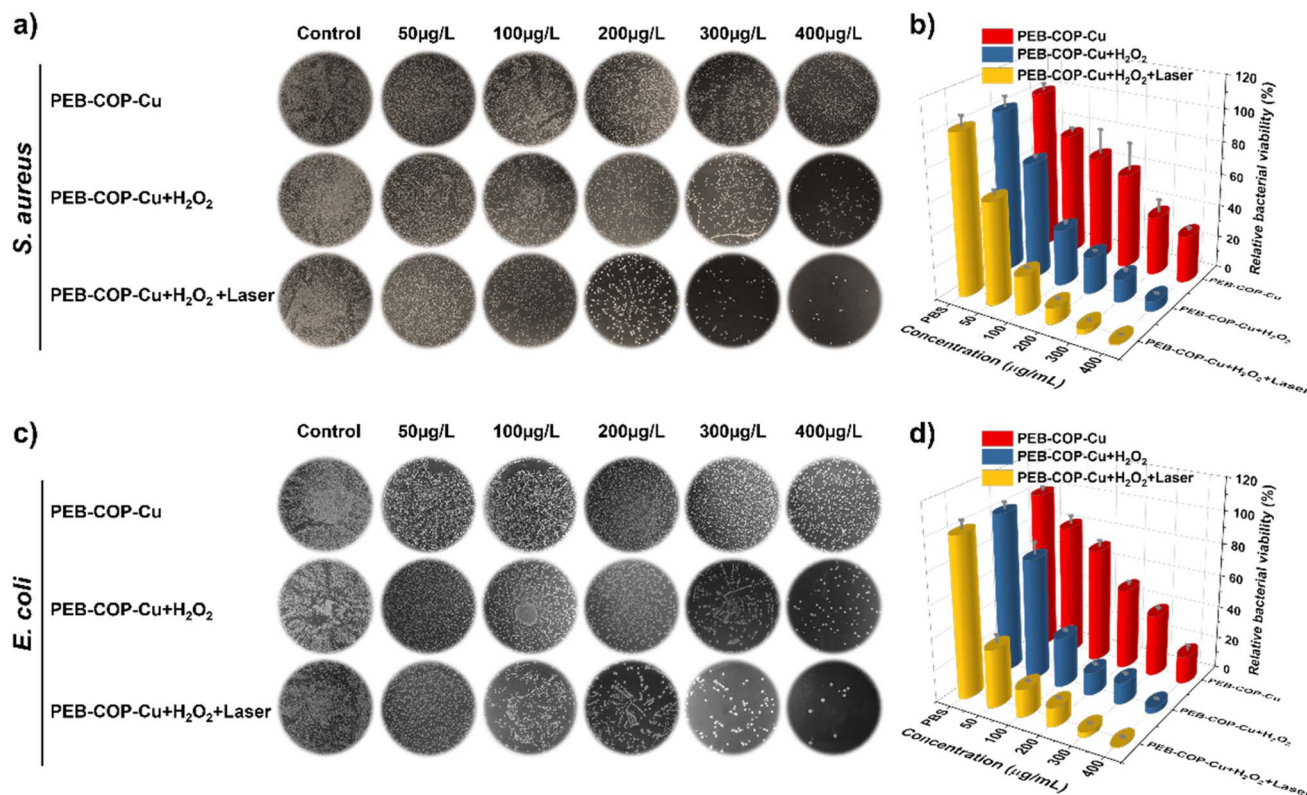 a)
Control 50µg/L 100µg/L 200µg/L 300µg/L 400µg/L
S. aureus
PEB-COP-Cu
PEB-COP-Cu+H₂O₂
PEB-COP-Cu+H₂O₂ +Laser
b)
PEB-COP-Cu
PEB-COP-Cu+H₂O₂
PEB-COP-Cu+H₂O₂+Laser
120
100
80
60
40
20
0
Relative bacterial viability (%)
PBS
50
100
200
300
400
Concentration (µg/mL)
PEB-COP-Cu
PEB-COP-Cu+H₂O₂
PEB-COP-Cu+H₂O₂+Laser
c)
Control 50µg/L 100µg/L 200µg/L 300µg/L 400µg/L
E. coli
PEB-COP-Cu
PEB-COP-Cu+H₂O₂
PEB-COP-Cu+H₂O₂+Laser
d)
PEB-COP-Cu
PEB-COP-Cu+H₂O₂
PEB-COP-Cu+H₂O₂+Laser
120
100
80
60
40
20
0
Relative bacterial viability (%)
PBS
50
100
200
300
400
Concentration (µg/mL)
PEB-COP-Cu
PEB-COP-Cu+H₂O₂
PEB-COP-Cu+H₂O₂+Laser